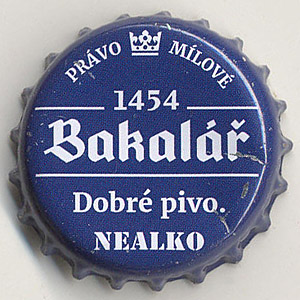 PRÁVO MÍLOVÉ
1454
Bakalář
Dobré pivo.
NEALKO